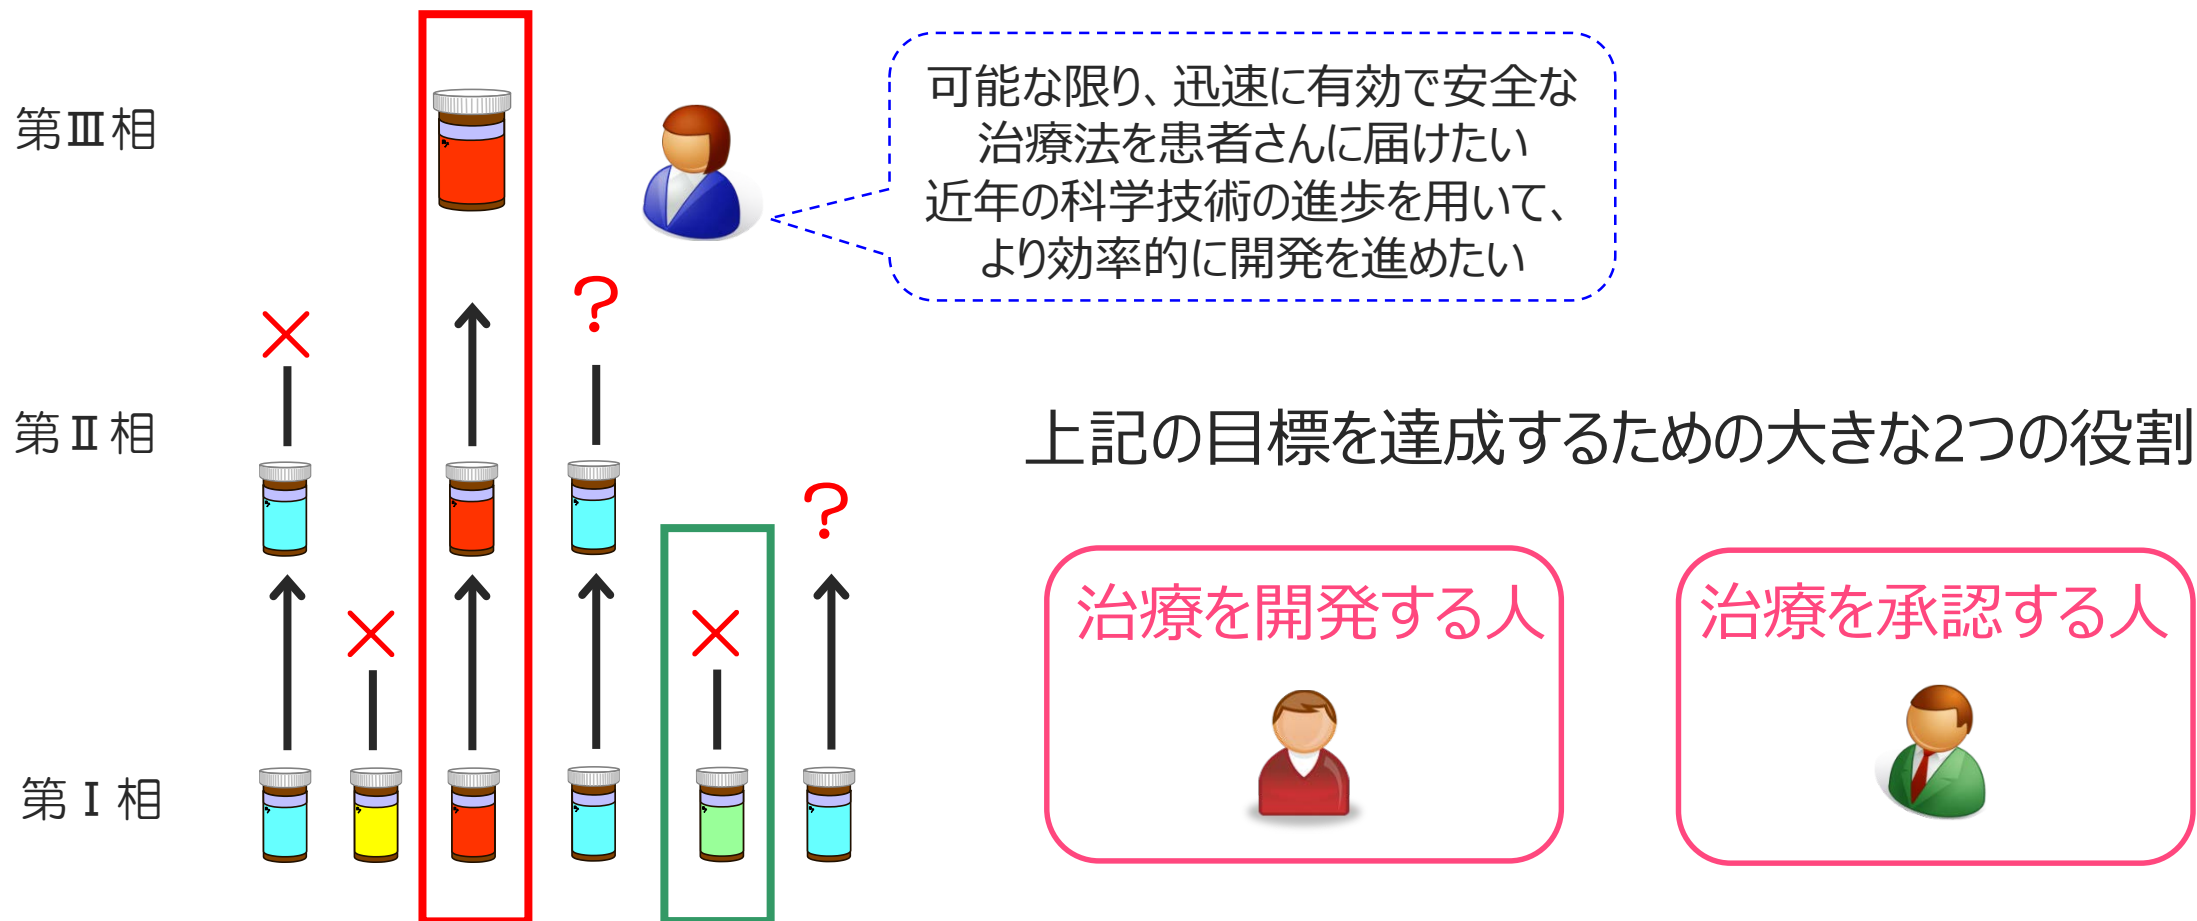 第Ⅲ相
可能な限り、迅速に有効で安全な
治療法を患者さんに届けたい
近年の科学技術の進歩を用いて、
より効率的に開発を進めたい
×
?
第Ⅱ相
上記の目標を達成するための大きな2つの役割
?
×
×
治療を開発する人
治療を承認する人
第Ⅰ相